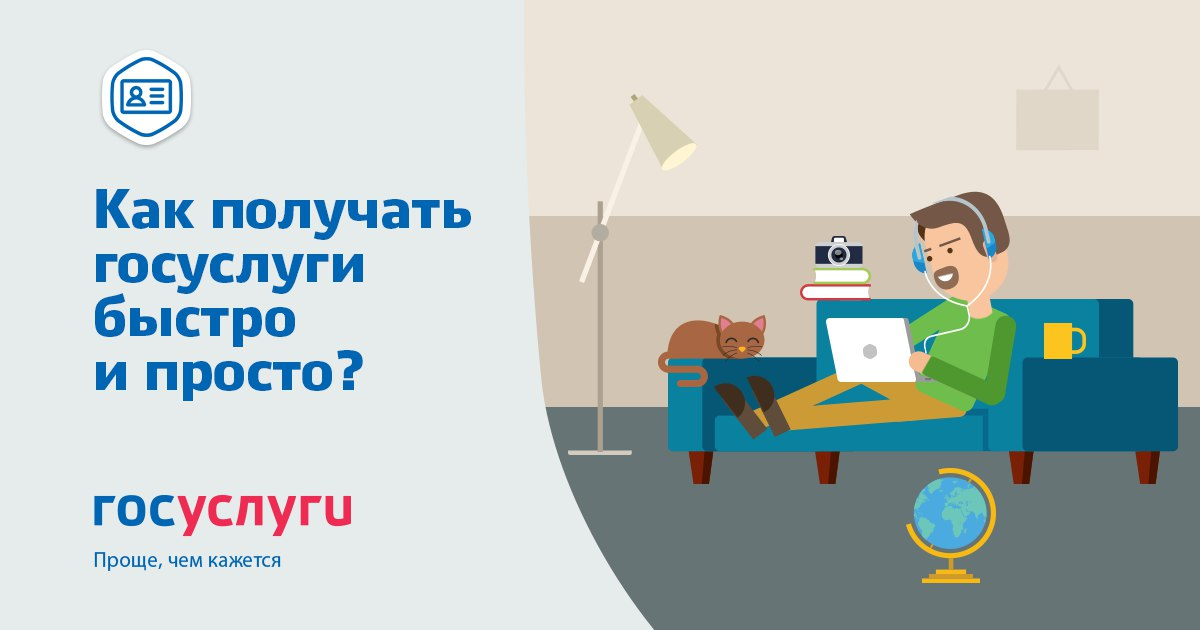 Как получать
госуслуги
быстро
и просто?
госуслуги
Проще, чем кажется